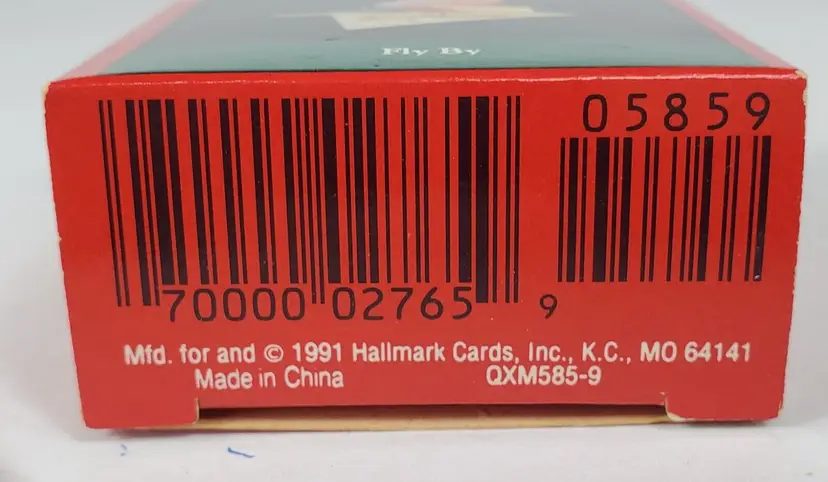 Fly By
05859
70000 02765 9
Mfd. for and © 1991 Hallmark Cards, Inc., K.C., MO 64141
Made in China QXM585-9